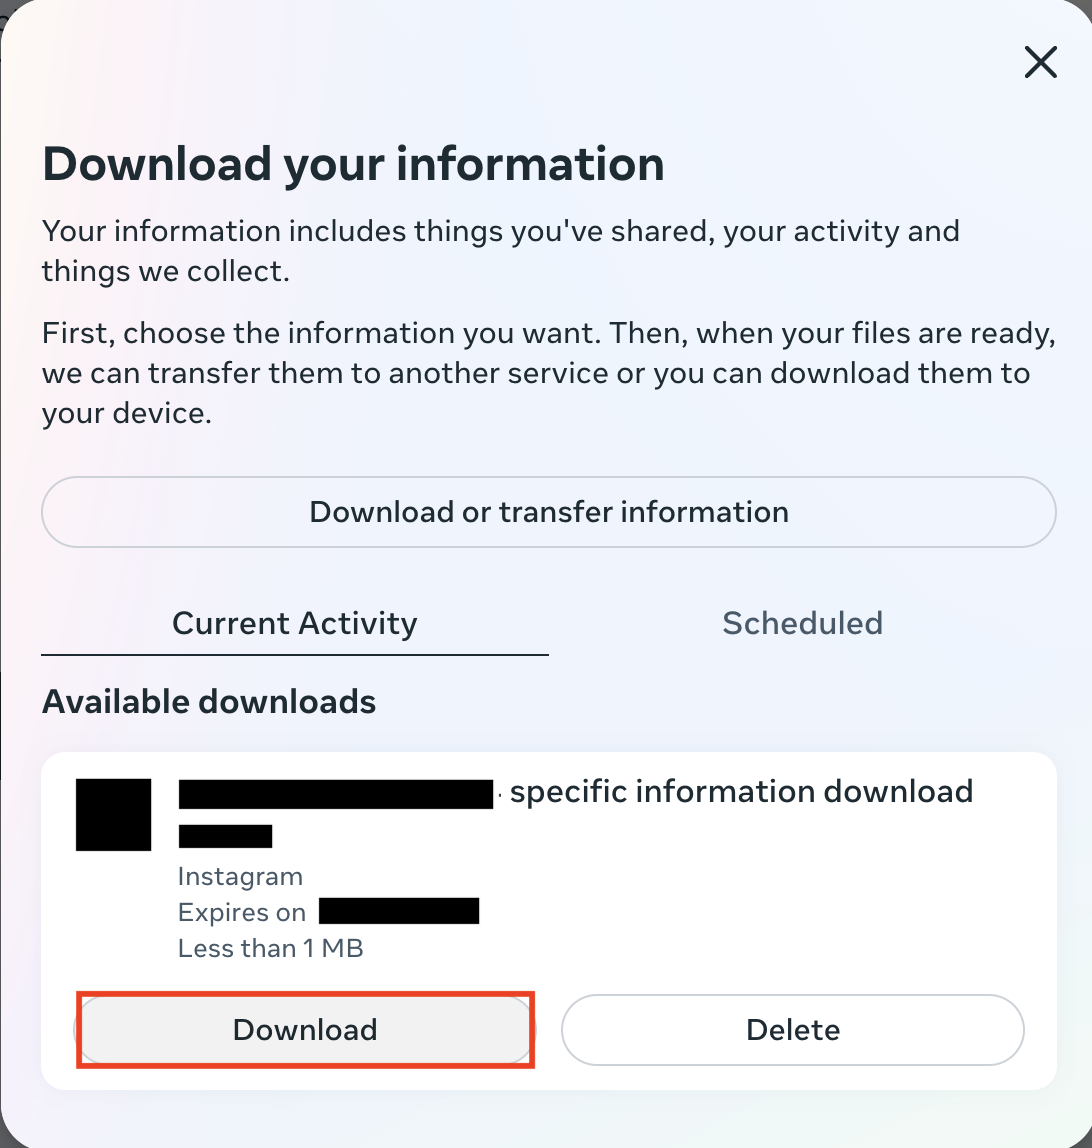 Download your information
Your information includes things you've shared, your activity and
things we collect.
First, choose the information you want. Then, when your files are ready,
we can transfer them to another service or you can download them to
your device.
Download or transfer information
Current Activity
Scheduled
Available downloads
· specific information download
Instagram
Expires on
Less than 1 MB
Download
Delete